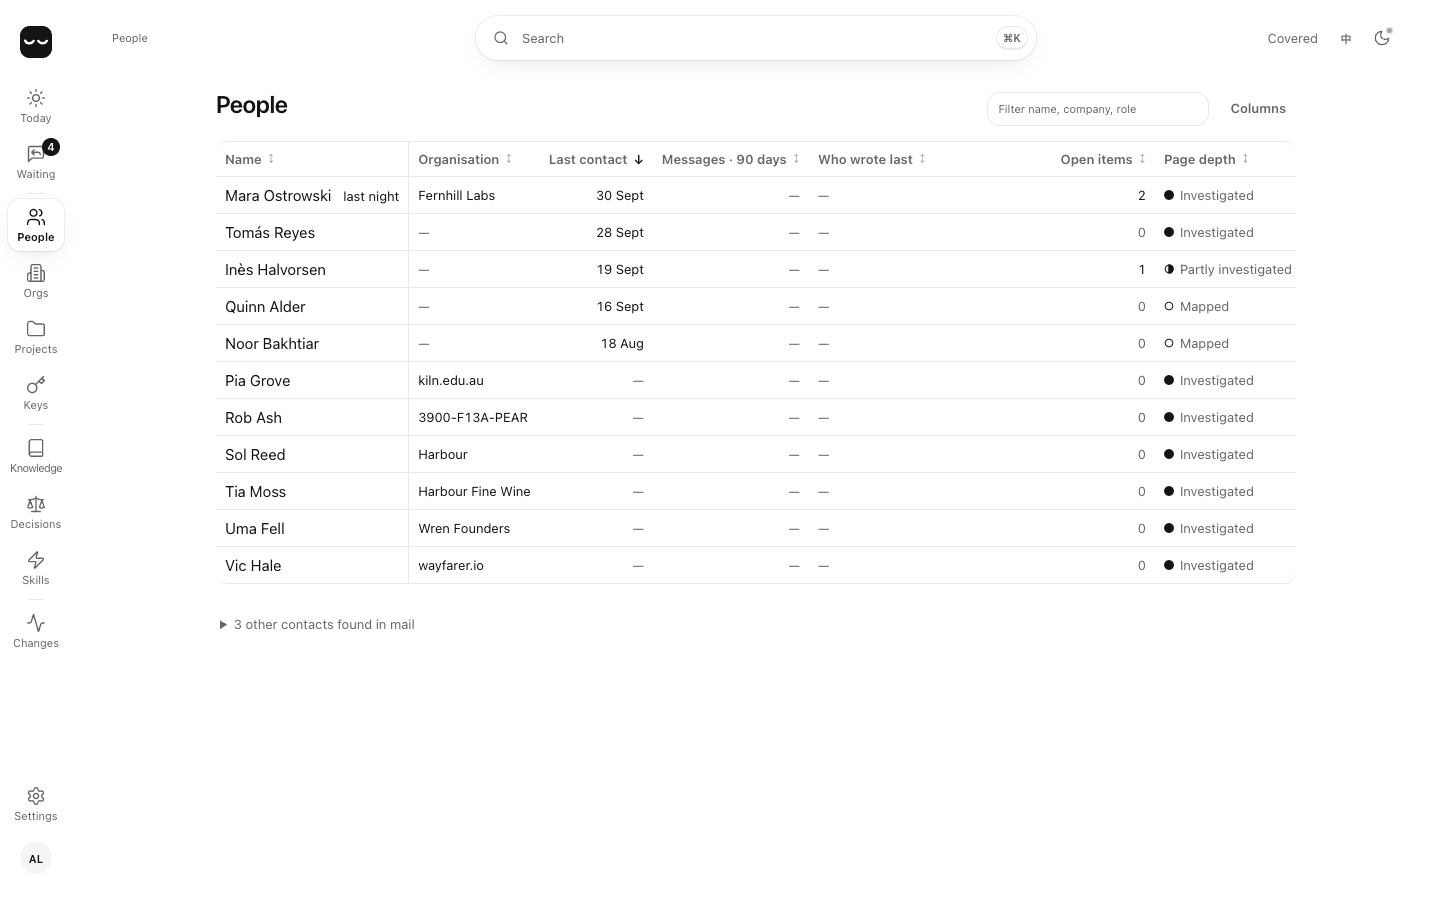 People
Search
⌘K
Covered
中
Today
4
Waiting
People
Orgs
Projects
Keys
Knowledge
Decisions
Skills
Changes
Settings
AL
People
Filter name, company, role
Columns
Name Organisation Last contact Messages · 90 days Who wrote last Open items Page depth
Mara Ostrowski last night Fernhill Labs 30 Sept — — 2 Investigated
Tomás Reyes — 28 Sept — — 0 Investigated
Inès Halvorsen — 19 Sept — — 1 Partly investigated
Quinn Alder — 16 Sept — — 0 Mapped
Noor Bakhtiar — 18 Aug — — 0 Mapped
Pia Grove kiln.edu.au — — — 0 Investigated
Rob Ash 3900-F13A-PEAR — — — 0 Investigated
Sol Reed Harbour — — — 0 Investigated
Tia Moss Harbour Fine Wine — — — 0 Investigated
Uma Fell Wren Founders — — — 0 Investigated
Vic Hale wayfarer.io — — — 0 Investigated
3 other contacts found in mail